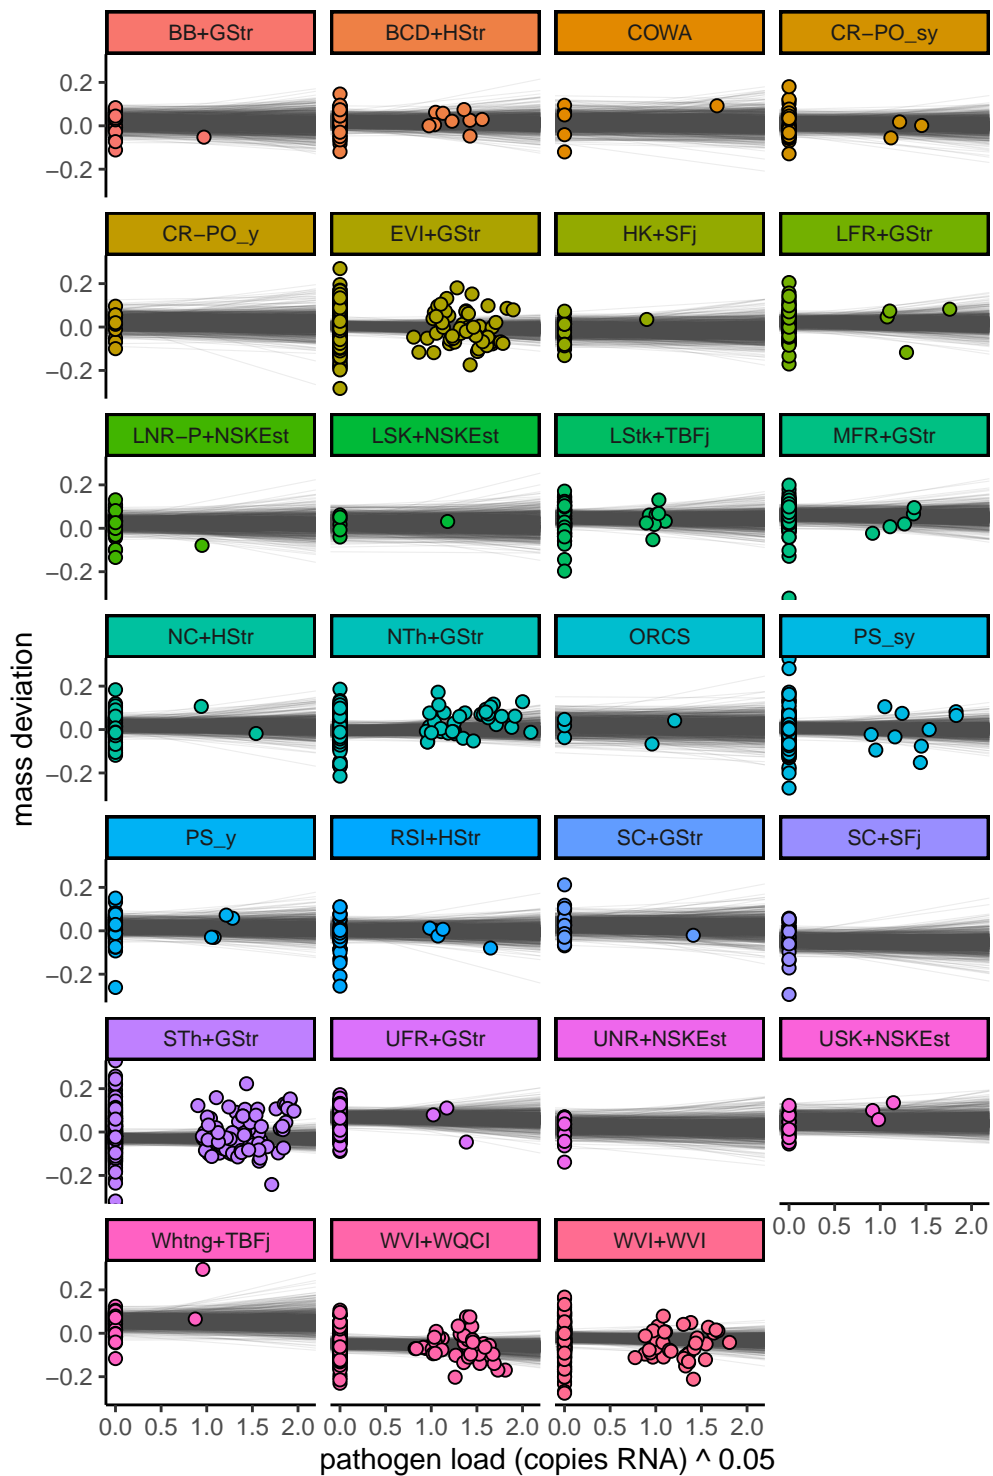 BB+GStr BCD+HStr COWA CR−PO_sy
0.2
0.0
−0.2
CR−PO_y EVI+GStr HK+SFj LFR+GStr
0.2
0.0
−0.2
LNR−P+NSKEst LSK+NSKEst LStk+TBFj MFR+GStr
0.2
0.0
−0.2
NC+HStr NTh+GStr ORCS PS_sy
0.2
0.0
−0.2
mass deviation
PS_y RSI+HStr SC+GStr SC+SFj
0.2
0.0
−0.2
STh+GStr UFR+GStr UNR+NSKEst USK+NSKEst
0.2
0.0
−0.2
0.0 0.5 1.0 1.5 2.0
Whtng+TBFj WVI+WQCI WVI+WVI
0.2
0.0
−0.2
0.0 0.5 1.0 1.5 2.0 0.0 0.5 1.0 1.5 2.0 0.0 0.5 1.0 1.5 2.0
pathogen load (copies RNA) ^ 0.05